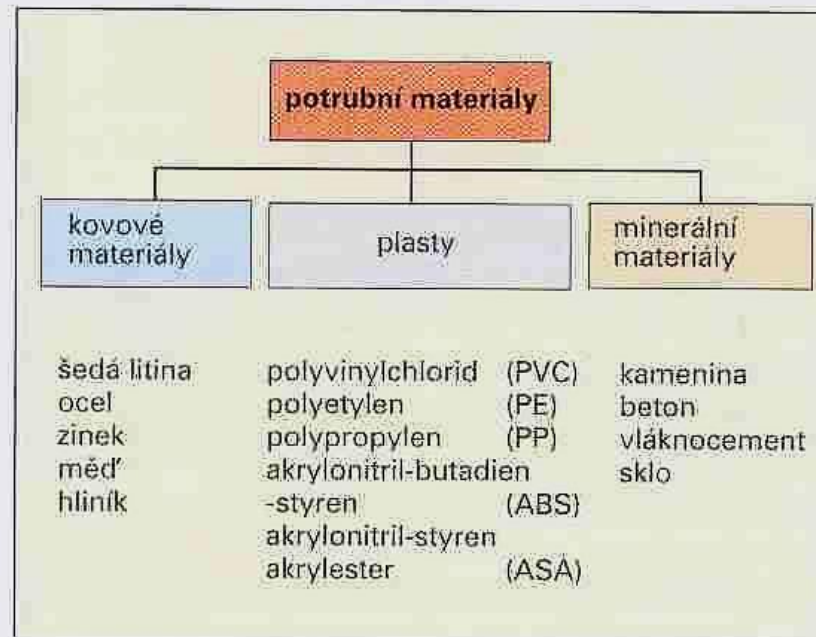 potrubní materiály
kovové
materiály
plasty
minerální
materiály
šedá litina
ocel
zinek
měď
hliník
polyvinylchlorid (PVC)
polyetylen (PE)
polypropylen (PP)
akrylonitril-butadien
-styren (ABS)
akrylonitril-styren
akrylester (ASA)
kamenina
beton
vláknocement
sklo